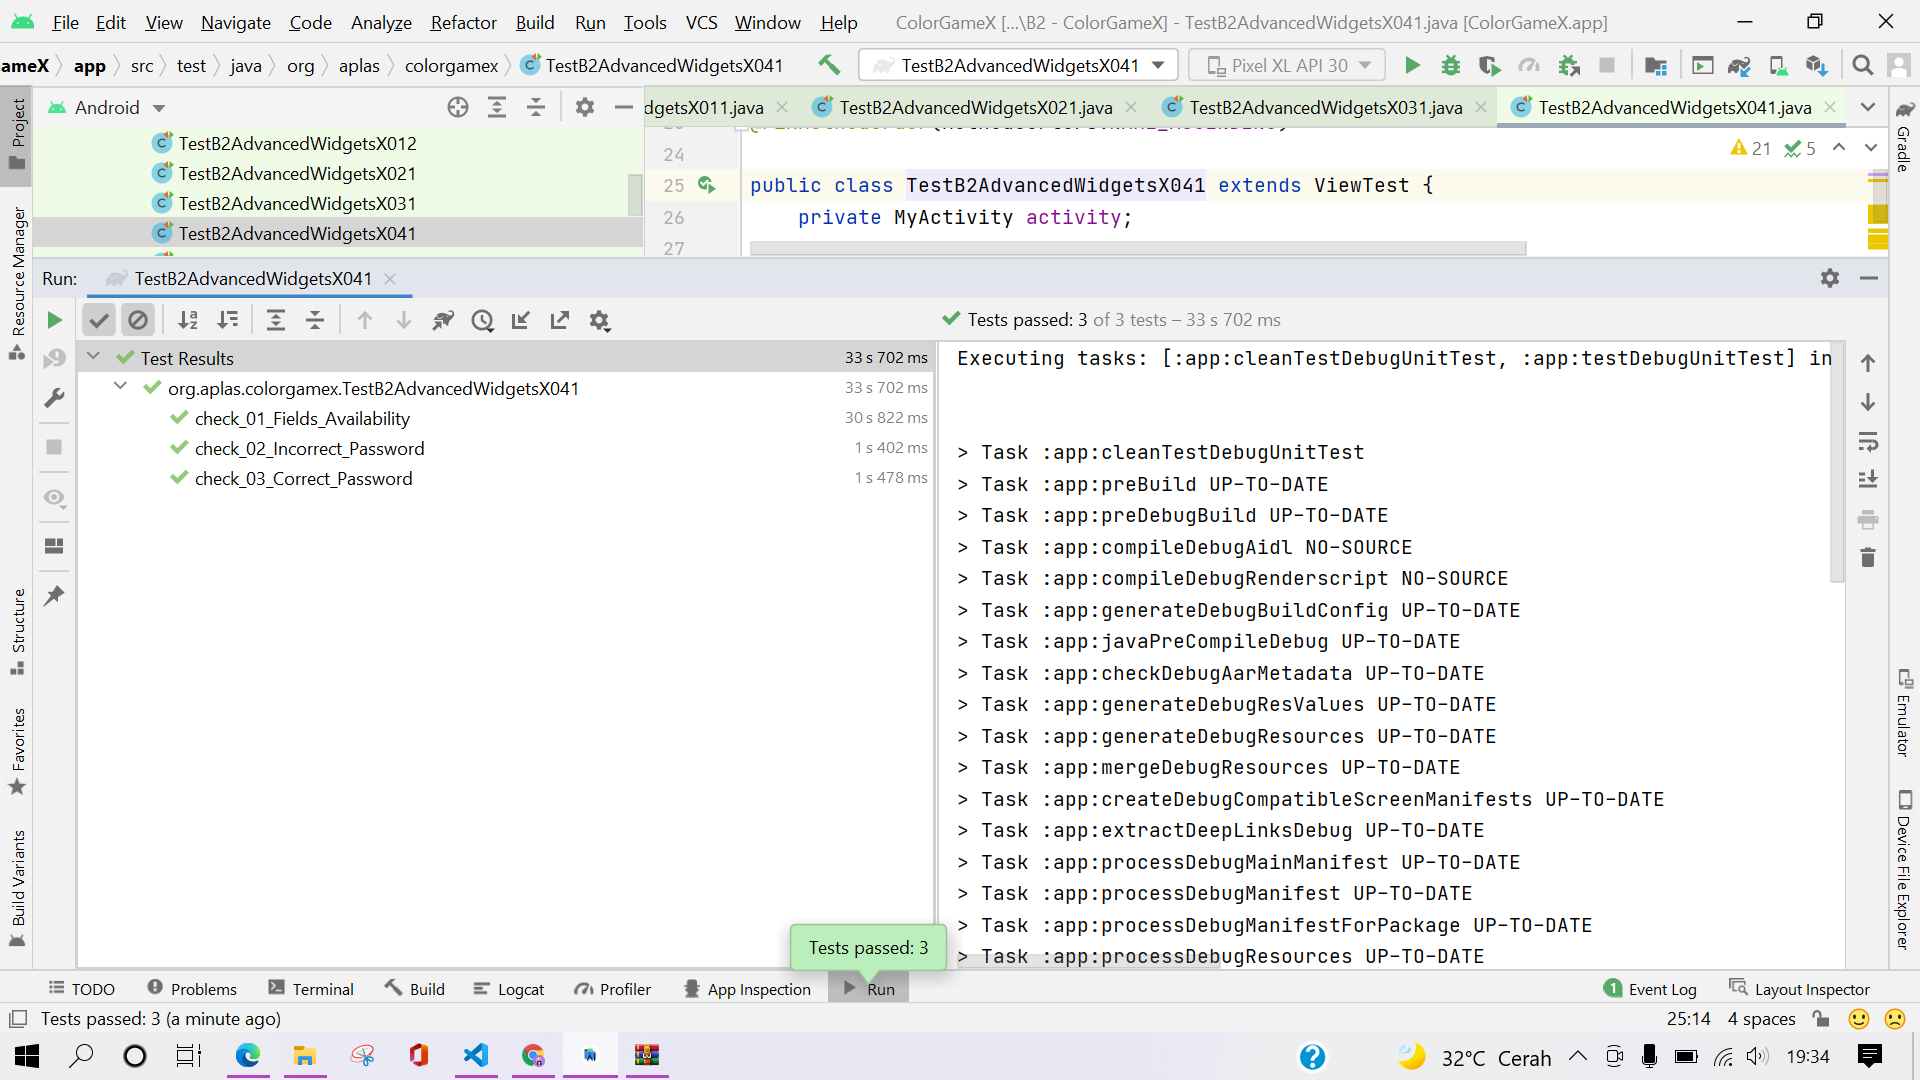 File Edit View Navigate Code Analyze Refactor Build Run Tools VCS Window Help ColorGameX [...\B2 - ColorGameX] - TestB2AdvancedWidgetsX041.java [ColorGameX.app]
ameX app src test java org aplas colorgamex TestB2AdvancedWidgetsX041 TestB2AdvancedWidgetsX041 Pixel XL API 30
Project
Android
dgetsX011.java TestB2AdvancedWidgetsX021.java TestB2AdvancedWidgetsX031.java TestB2AdvancedWidgetsX041.java
Gradle
TestB2AdvancedWidgetsX012
TestB2AdvancedWidgetsX021
TestB2AdvancedWidgetsX031
TestB2AdvancedWidgetsX041
24
21 5
25 public class TestB2AdvancedWidgetsX041 extends ViewTest {
26 private MyActivity activity;
27
Resource Manager
Run: TestB2AdvancedWidgetsX041
Tests passed: 3 of 3 tests – 33 s 702 ms
Test Results 33 s 702 ms
org.aplas.colorgamex.TestB2AdvancedWidgetsX041 33 s 702 ms
check_01_Fields_Availability 30 s 822 ms
check_02_Incorrect_Password 1 s 402 ms
check_03_Correct_Password 1 s 478 ms
Executing tasks: [:app:cleanTestDebugUnitTest, :app:testDebugUnitTest] in
> Task :app:cleanTestDebugUnitTest
> Task :app:preBuild UP-TO-DATE
> Task :app:preDebugBuild UP-TO-DATE
> Task :app:compileDebugAidl NO-SOURCE
> Task :app:compileDebugRenderscript NO-SOURCE
> Task :app:generateDebugBuildConfig UP-TO-DATE
> Task :app:javaPreCompileDebug UP-TO-DATE
> Task :app:checkDebugAarMetadata UP-TO-DATE
> Task :app:generateDebugResValues UP-TO-DATE
> Task :app:generateDebugResources UP-TO-DATE
> Task :app:mergeDebugResources UP-TO-DATE
> Task :app:createDebugCompatibleScreenManifests UP-TO-DATE
> Task :app:extractDeepLinksDebug UP-TO-DATE
> Task :app:processDebugMainManifest UP-TO-DATE
> Task :app:processDebugManifest UP-TO-DATE
> Task :app:processDebugManifestForPackage UP-TO-DATE
> Task :app:processDebugResources UP-TO-DATE
Structure
Favorites
Build Variants
Emulator
Device File Explorer
Tests passed: 3
TODO Problems Terminal Build Logcat Profiler App Inspection Run 1 Event Log Layout Inspector
Tests passed: 3 (a minute ago) 25:14 4 spaces
32°C Cerah 19:34